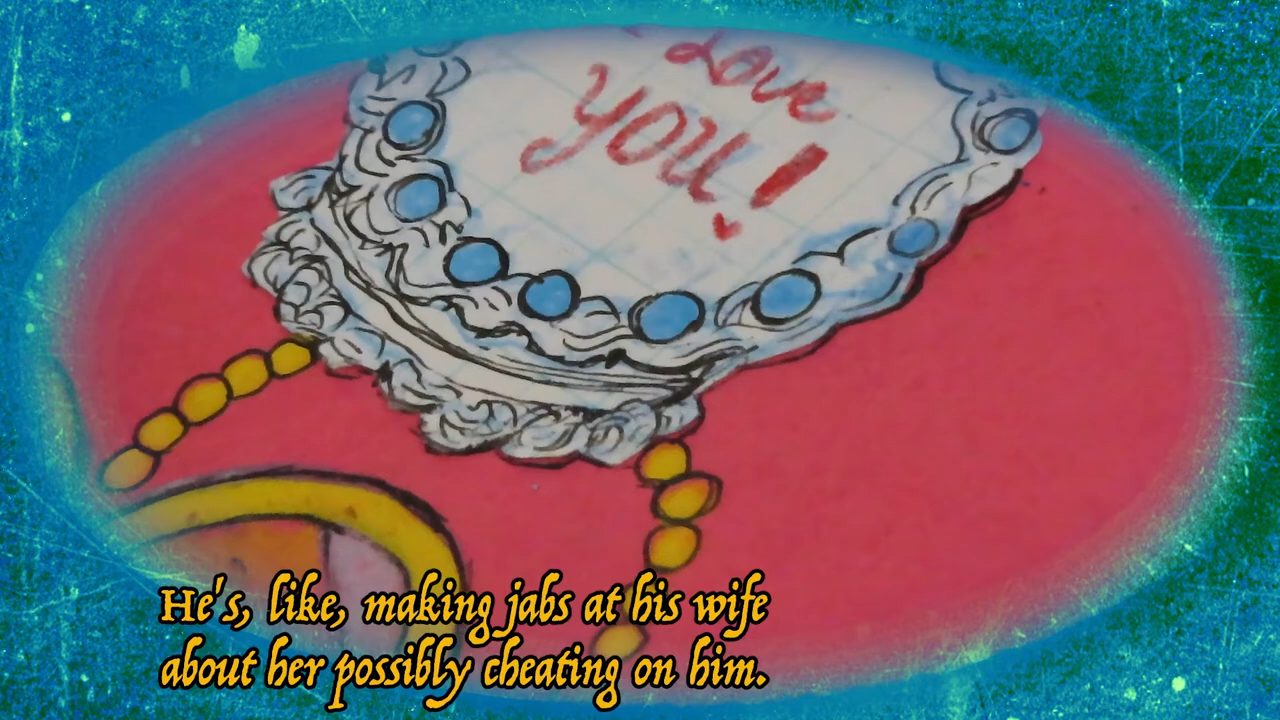 Love
YOU!
He's, like, making jabs at his wife
about her possibly cheating on him.